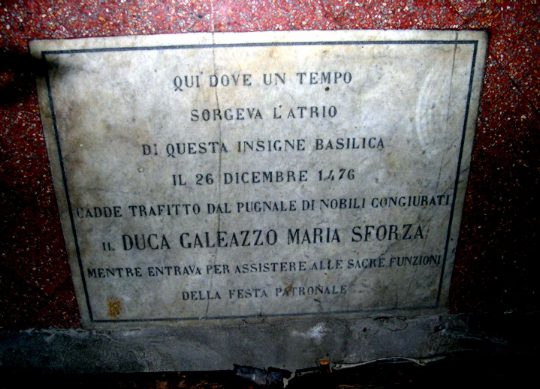 QUI DOVE UN TEMPO
SORGEVA L'ATRIO
DI QUESTA INSIGNE BASILICA
IL 26 DICEMBRE 1476
CADDE TRAFITTO DAL PUGNALE DI NOBILI CONGIURATI
IL DUCA GALEAZZO MARIA SFORZA
MENTRE ENTRAVA PER ASSISTERE ALLE SACRE FUNZIONI
DELLA FESTA PATRONALE